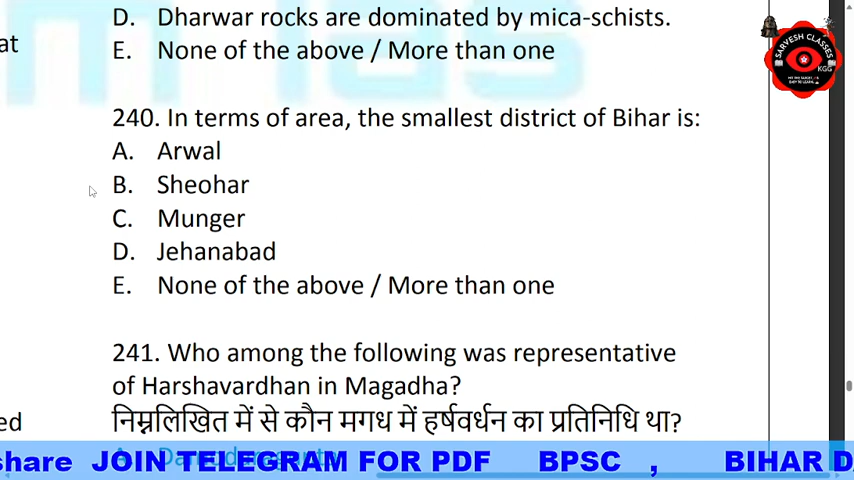 at
D. Dharwar rocks are dominated by mica-schists.
E. None of the above / More than one
SARVESH CLASSES
KGG
240. In terms of area, the smallest district of Bihar is:
A. Arwal
B. Sheohar
C. Munger
D. Jehanabad
E. None of the above / More than one
241. Who among the following was representative
of Harshavardhan in Magadha?
निम्नलिखित में से कौन मगध में हर्षवर्धन का प्रतिनिधि था?
ed
share JOIN TELEGRAM FOR PDF BPSC , BIHAR D